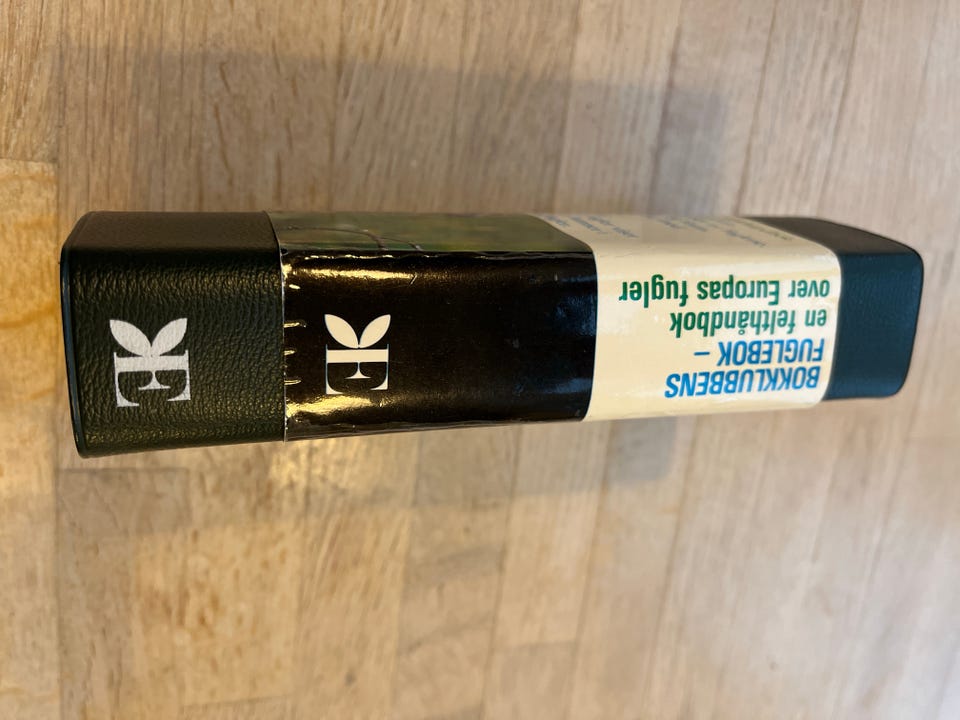 BOKKLUBBENS
FUGLEBOK –
en felthåndbok
over Europas fugler